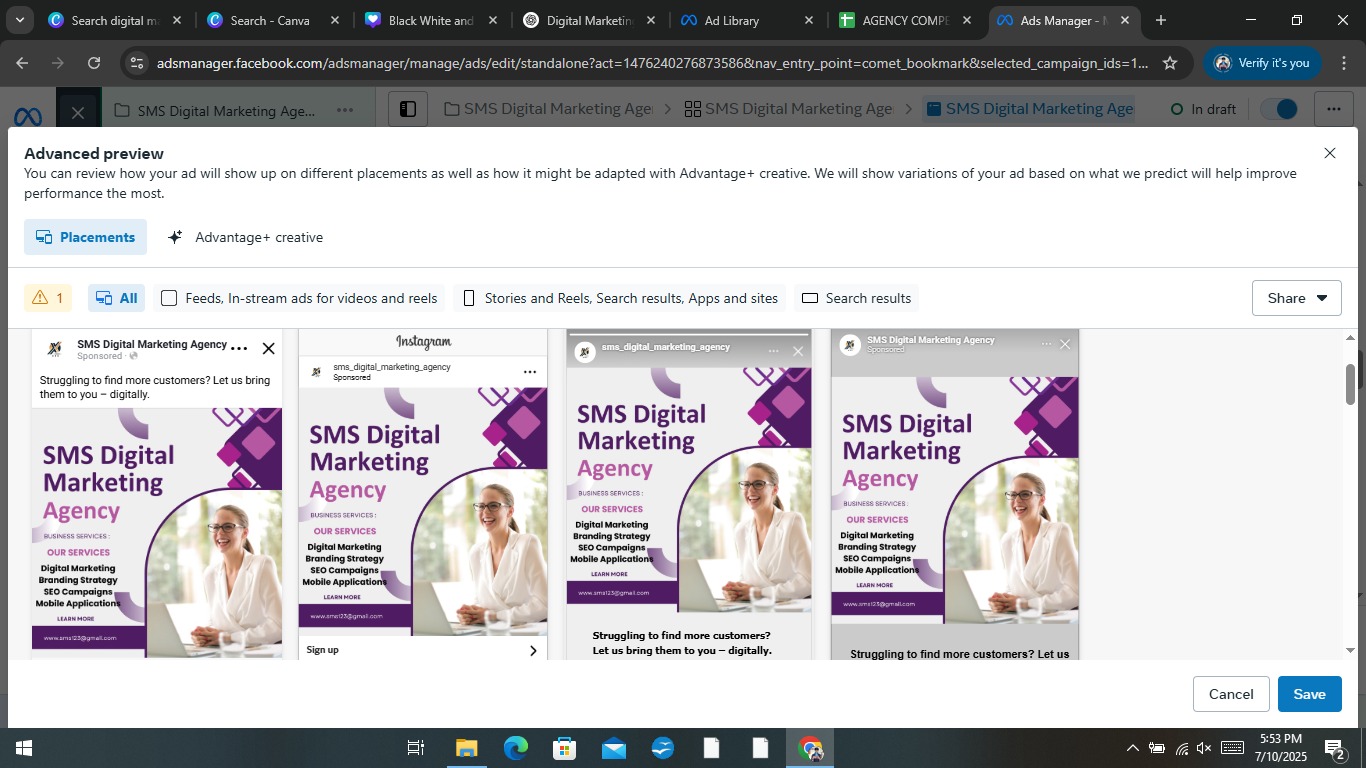 Search digital m
Search - Canva
Black White and
Digital Marketin
Ad Library
AGENCY COMPE
Ads Manager - M
adsmanager.facebook.com/adsmanager/manage/ads/edit/standalone?act=1476240276873586&nav_entry_point=comet_bookmark&selected_campaign_ids=1...
Verify it's you
SMS Digital Marketing Age...
SMS Digital Marketing Age
SMS Digital Marketing Age
SMS Digital Marketing Age
In draft
Advanced preview
You can review how your ad will show up on different placements as well as how it might be adapted with Advantage+ creative. We will show variations of your ad based on what we predict will help improve
performance the most.
Placements
Advantage+ creative
1
All
Feeds, In-stream ads for videos and reels
Stories and Reels, Search results, Apps and sites
Search results
Share
SMS Digital Marketing Agency
Sponsored ·
Struggling to find more customers? Let us bring
them to you – digitally.
SMS Digital
Marketing
Agency
BUSINESS SERVICES :
OUR SERVICES
Digital Marketing
Branding Strategy
SEO Campaigns
Mobile Applications
LEARN MORE
www.sms123@gmail.com
Instagram
sms_digital_marketing_agency
Sponsored
SMS Digital
Marketing
Agency
BUSINESS SERVICES :
OUR SERVICES
Digital Marketing
Branding Strategy
SEO Campaigns
Mobile Applications
LEARN MORE
www.sms123@gmail.com
Sign up
sms_digital_marketing_agency
SMS Digital
Marketing
Agency
BUSINESS SERVICES :
OUR SERVICES
Digital Marketing
Branding Strategy
SEO Campaigns
Mobile Applications
LEARN MORE
www.sms123@gmail.com
Struggling to find more customers?
Let us bring them to you – digitally.
SMS Digital Marketing Agency
Sponsored
SMS Digital
Marketing
Agency
BUSINESS SERVICES :
OUR SERVICES
Digital Marketing
Branding Strategy
SEO Campaigns
Mobile Applications
LEARN MORE
www.sms123@gmail.com
Struggling to find more customers? Let us
Cancel
Save
5:53 PM
7/10/2025
2